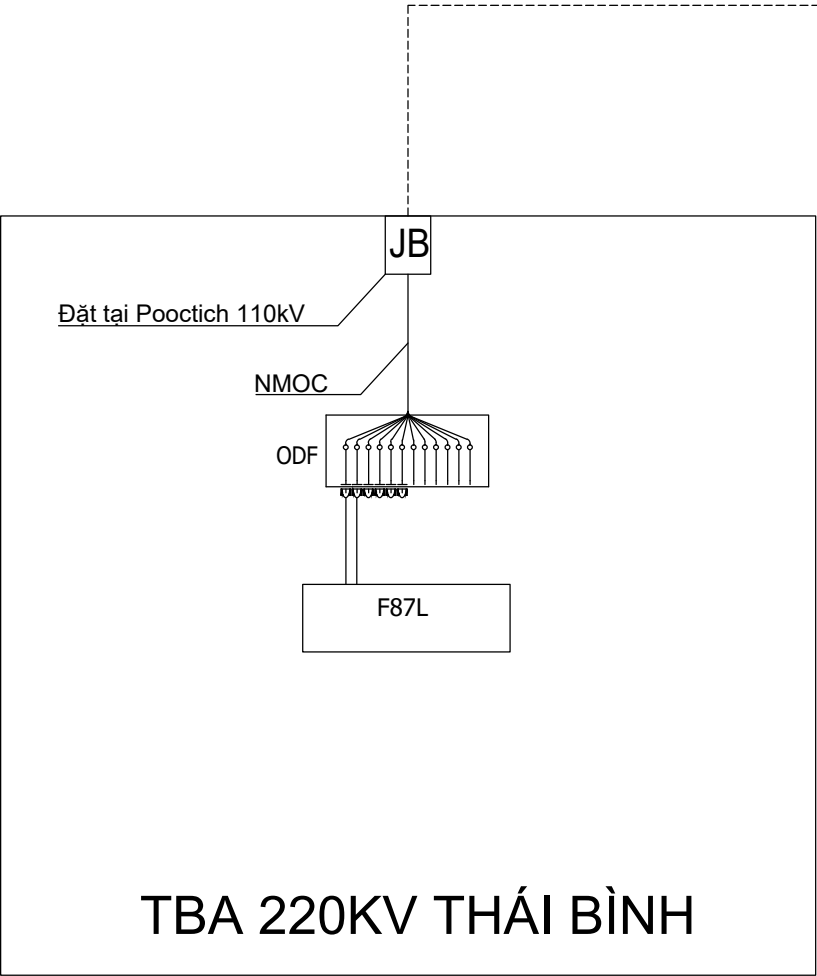 JB
Đặt tại Pooctich 110kV
NMOC
ODF
F87L
TBA 220KV THÁI BÌNH